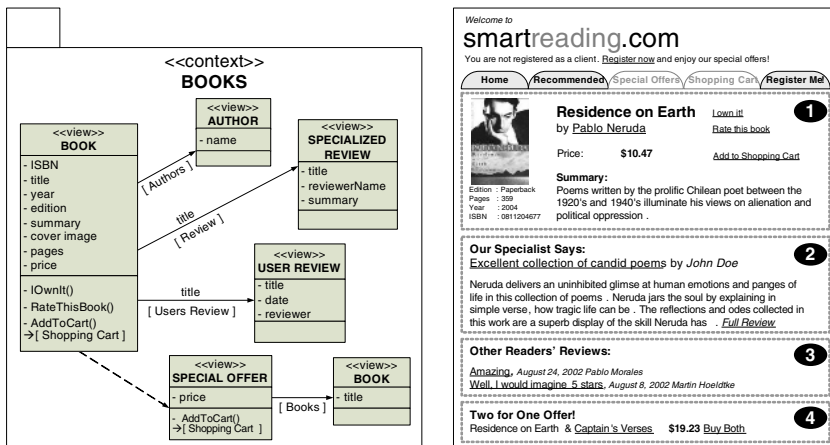 <<context>>
BOOKS
<<view>>
BOOK
- ISBN
- title
- year
- edition
- summary
- cover image
- pages
- price
- IOwnIt()
- RateThisBook()
- AddToCart()
→[ Shopping Cart ]
<<view>>
AUTHOR
- name
[ Authors ]
<<view>>
SPECIALIZED
REVIEW
- title
- reviewerName
- summary
title
[ Review ]
<<view>>
USER REVIEW
- title
- date
- reviewer
title
[ Users Review ]
<<view>>
SPECIAL OFFER
- price
- AddToCart()
→[ Shopping Cart ]
[ Books ]
<<view>>
BOOK
- title
Welcome to
smartreading.com
You are not registered as a client. Register now and enjoy our special offers!
Home Recommended Special Offers Shopping Cart Register Me!
1
Residence on Earth
by Pablo Neruda
I own it!
Rate this book
Price: $10.47
Add to Shopping Cart
Summary:
Poems written by the prolific Chilean poet between the
1920's and 1940's illuminate his views on alienation and
political oppression .
Edition : Paperback
Pages : 359
Year : 2004
ISBN : 0811204677
2
Our Specialist Says:
Excellent collection of candid poems by John Doe
Neruda delivers an uninhibited glimse at human emotions and panges of
life in this collection of poems . Neruda jars the soul by explaining in
simple verse, how tragic life can be . The reflections and odes collected in
this work are a superb display of the skill Neruda has . Full Review
3
Other Readers' Reviews:
Amazing, August 24, 2002 Pablo Morales
Well, I would imagine 5 stars, August 8, 2002 Martin Hoeldtke
4
Two for One Offer!
Residence on Earth & Captain's Verses $19.23 Buy Both